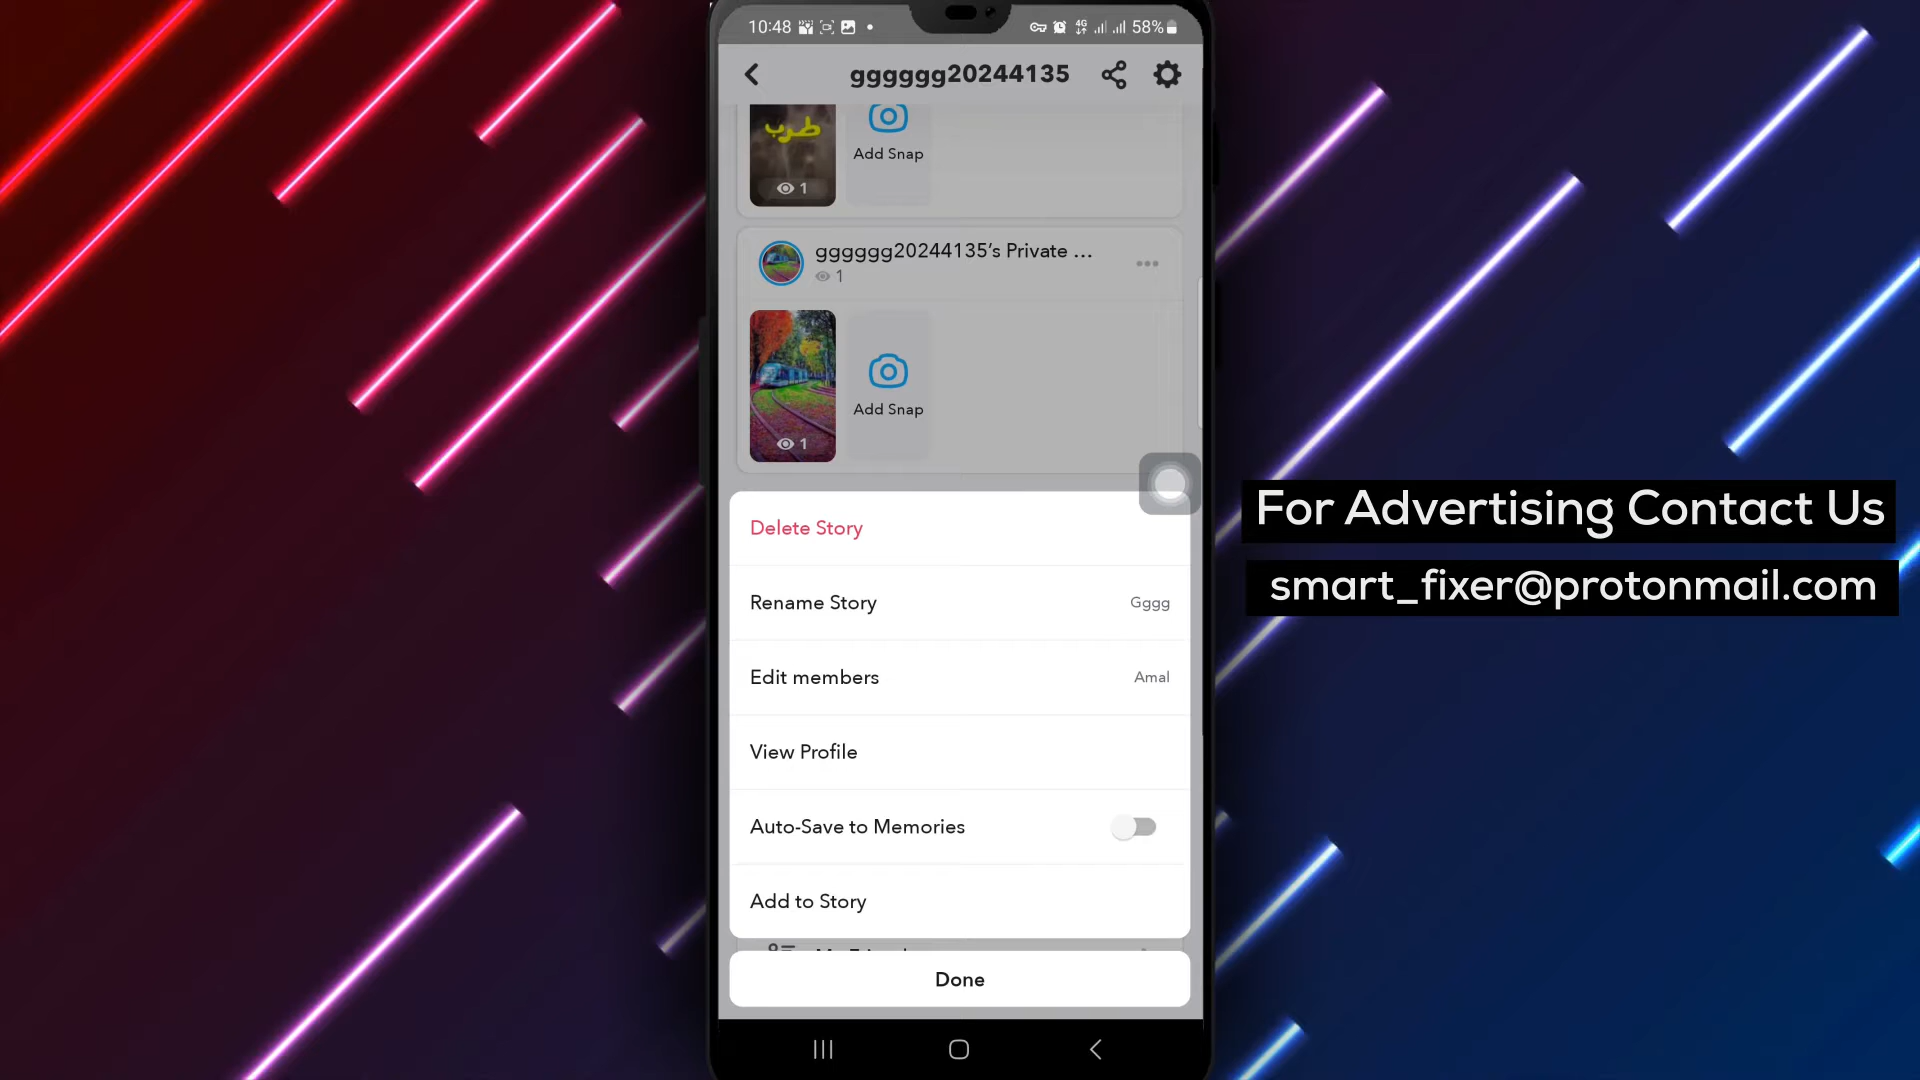 10:48
4G
58%
gggggg20244135
طرب
1
Add Snap
gggggg20244135's Private ...
1
1
Add Snap
Delete Story
Rename Story Gggg
Edit members Amal
View Profile
Auto-Save to Memories
Add to Story
Done
For Advertising Contact Us
smart_fixer@protonmail.com